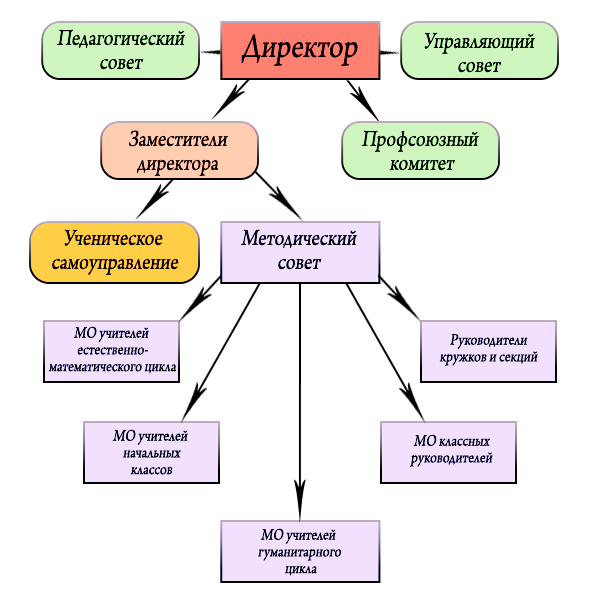 Педагогический
совет
Директор
Управляющий
совет
Заместители
директора
Профсоюзный
комитет
Ученическое
самоуправление
Методический
совет
МО учителей
естественно-
математического цикла
Руководители
кружков и секций
МО учителей
начальных
классов
МО классных
руководителей
МО учителей
гуманитарного
цикла